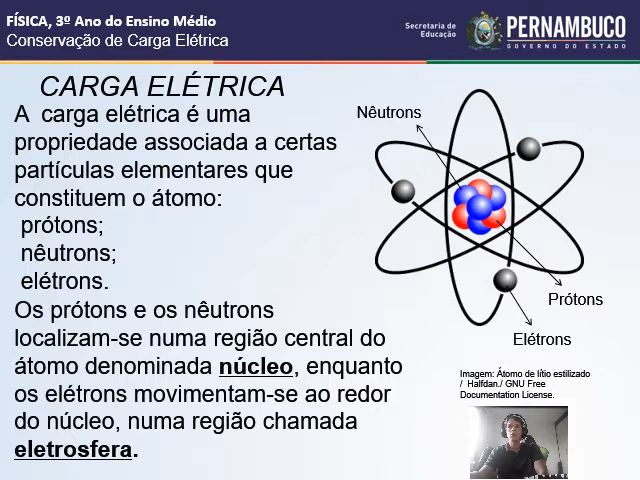 FÍSICA, 3º Ano do Ensino Médio
Conservação de Carga Elétrica
Secretaria de
Educação
PERNAMBUCO
GOVERNO DO ESTADO
CARGA ELÉTRICA
A carga elétrica é uma
propriedade associada a certas
partículas elementares que
constituem o átomo:
prótons;
nêutrons;
elétrons.
Os prótons e os nêutrons
localizam-se numa região central do
átomo denominada núcleo, enquanto
os elétrons movimentam-se ao redor
do núcleo, numa região chamada
eletrosfera.
Nêutrons
Prótons
Elétrons
Imagem: Átomo de lítio estilizado
/ Halfdan./ GNU Free
Documentation License.